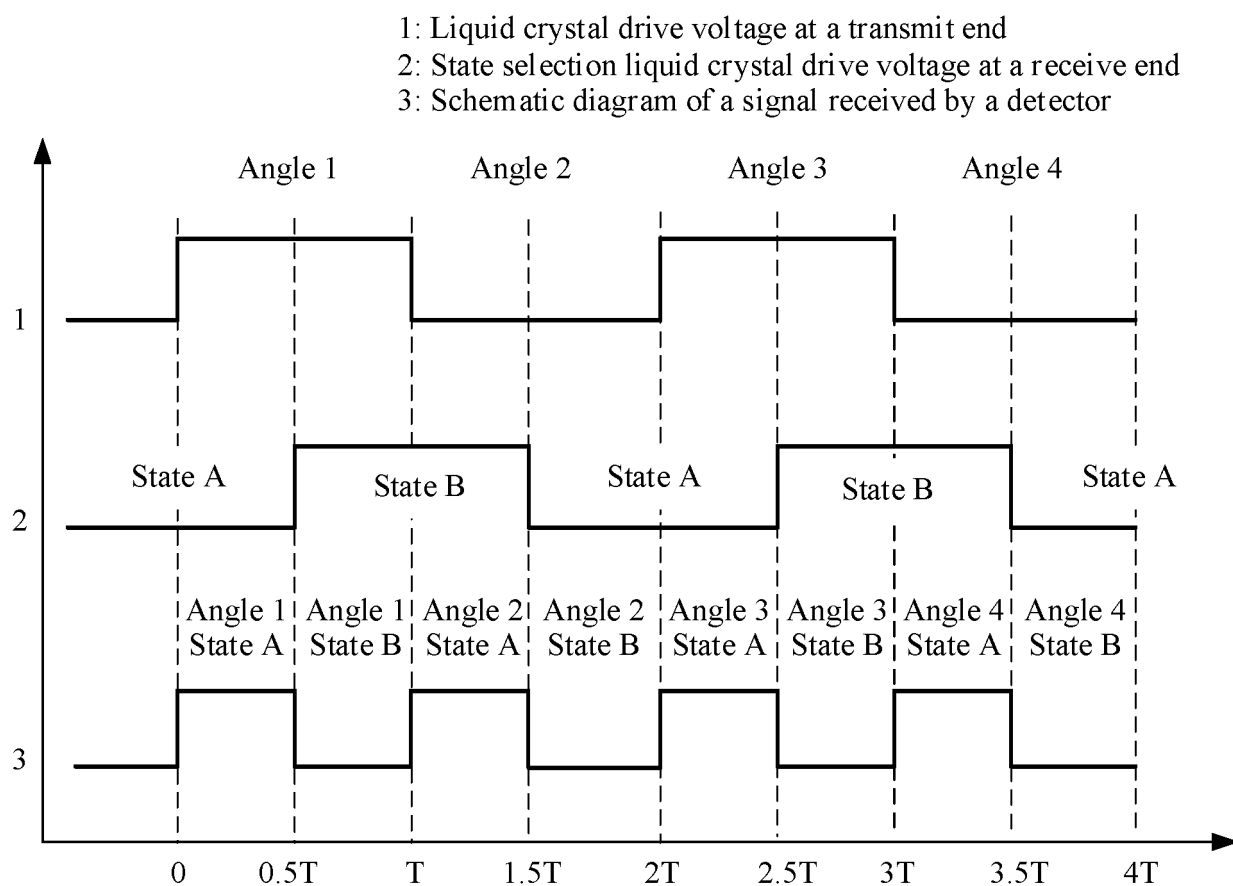 1: Liquid crystal drive voltage at a transmit end
2: State selection liquid crystal drive voltage at a receive end
3: Schematic diagram of a signal received by a detector
Angle 1 Angle 2 Angle 3 Angle 4
1
State A State B State A State B State A
2
Angle 1 Angle 1 Angle 2 Angle 2 Angle 3 Angle 3 Angle 4 Angle 4
State A State B State A State B State A State B State A State B
3
0 0.5T T 1.5T 2T 2.5T 3T 3.5T 4T